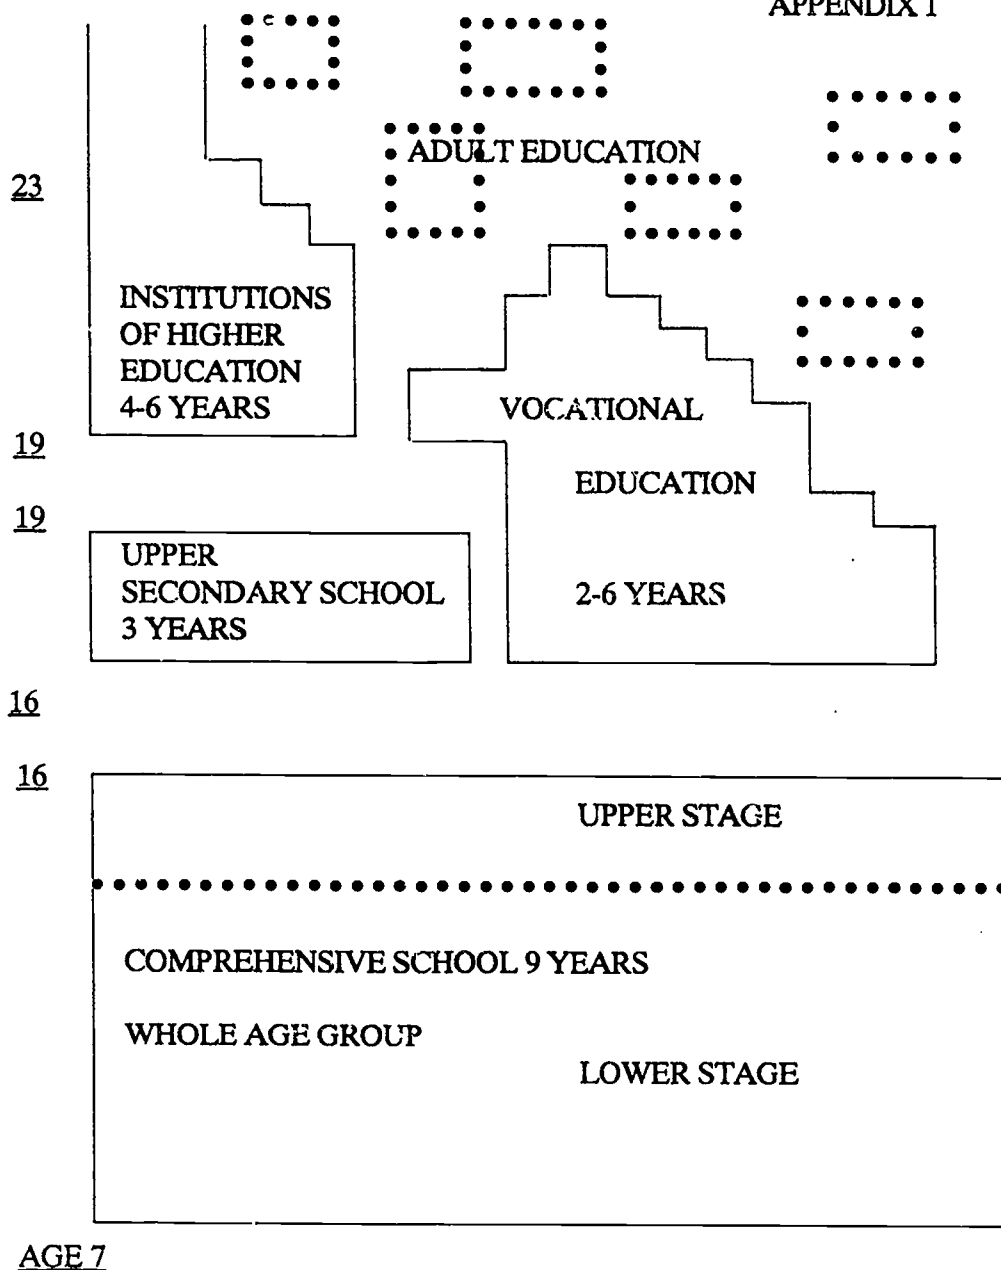 APPENDIX 1
ADULT EDUCATION
23
INSTITUTIONS
OF HIGHER
EDUCATION
4-6 YEARS
VOCATIONAL
19
EDUCATION
19
UPPER
SECONDARY SCHOOL
3 YEARS
2-6 YEARS
16
16
UPPER STAGE
COMPREHENSIVE SCHOOL 9 YEARS
WHOLE AGE GROUP
LOWER STAGE
AGE 7